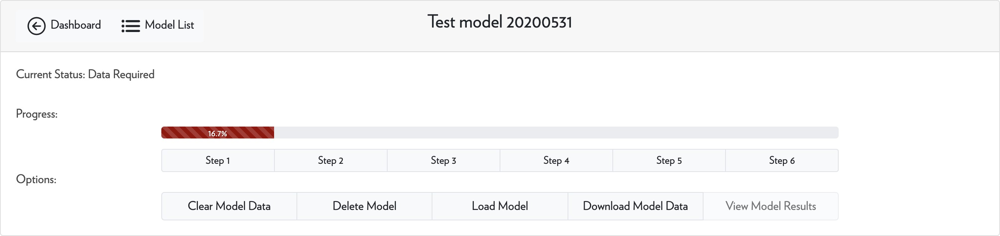 Dashboard Model List Test model 20200531
Current Status: Data Required
Progress:
16.7%
Step 1 Step 2 Step 3 Step 4 Step 5 Step 6
Options:
Clear Model Data Delete Model Load Model Download Model Data View Model Results